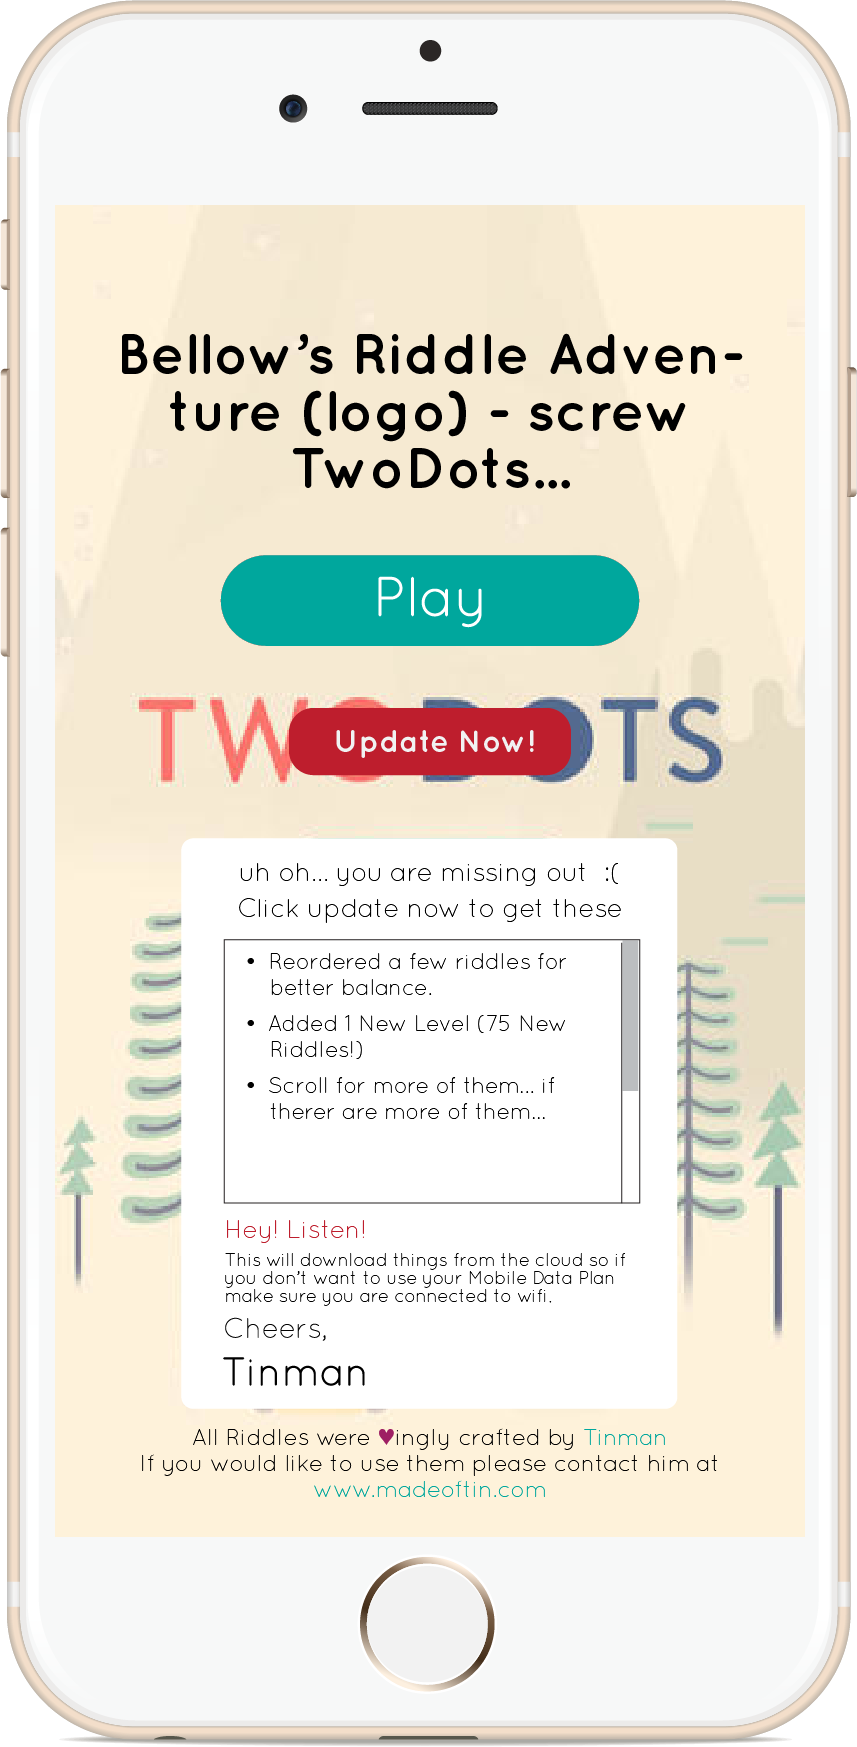 Bellow’s Riddle Adven-
ture (logo) - screw
TwoDots...
Play
TWODOTS
Update Now!
uh oh... you are missing out :(
Click update now to get these
• Reordered a few riddles for
better balance.
• Added 1 New Level (75 New
Riddles!)
• Scroll for more of them... if
therer are more of them...
Hey! Listen!
This will download things from the cloud so if
you don’t want to use your Mobile Data Plan
make sure you are connected to wifi.
Cheers,
Tinman
All Riddles were ♥ingly crafted by Tinman
If you would like to use them please contact him at
www.madeoftin.com